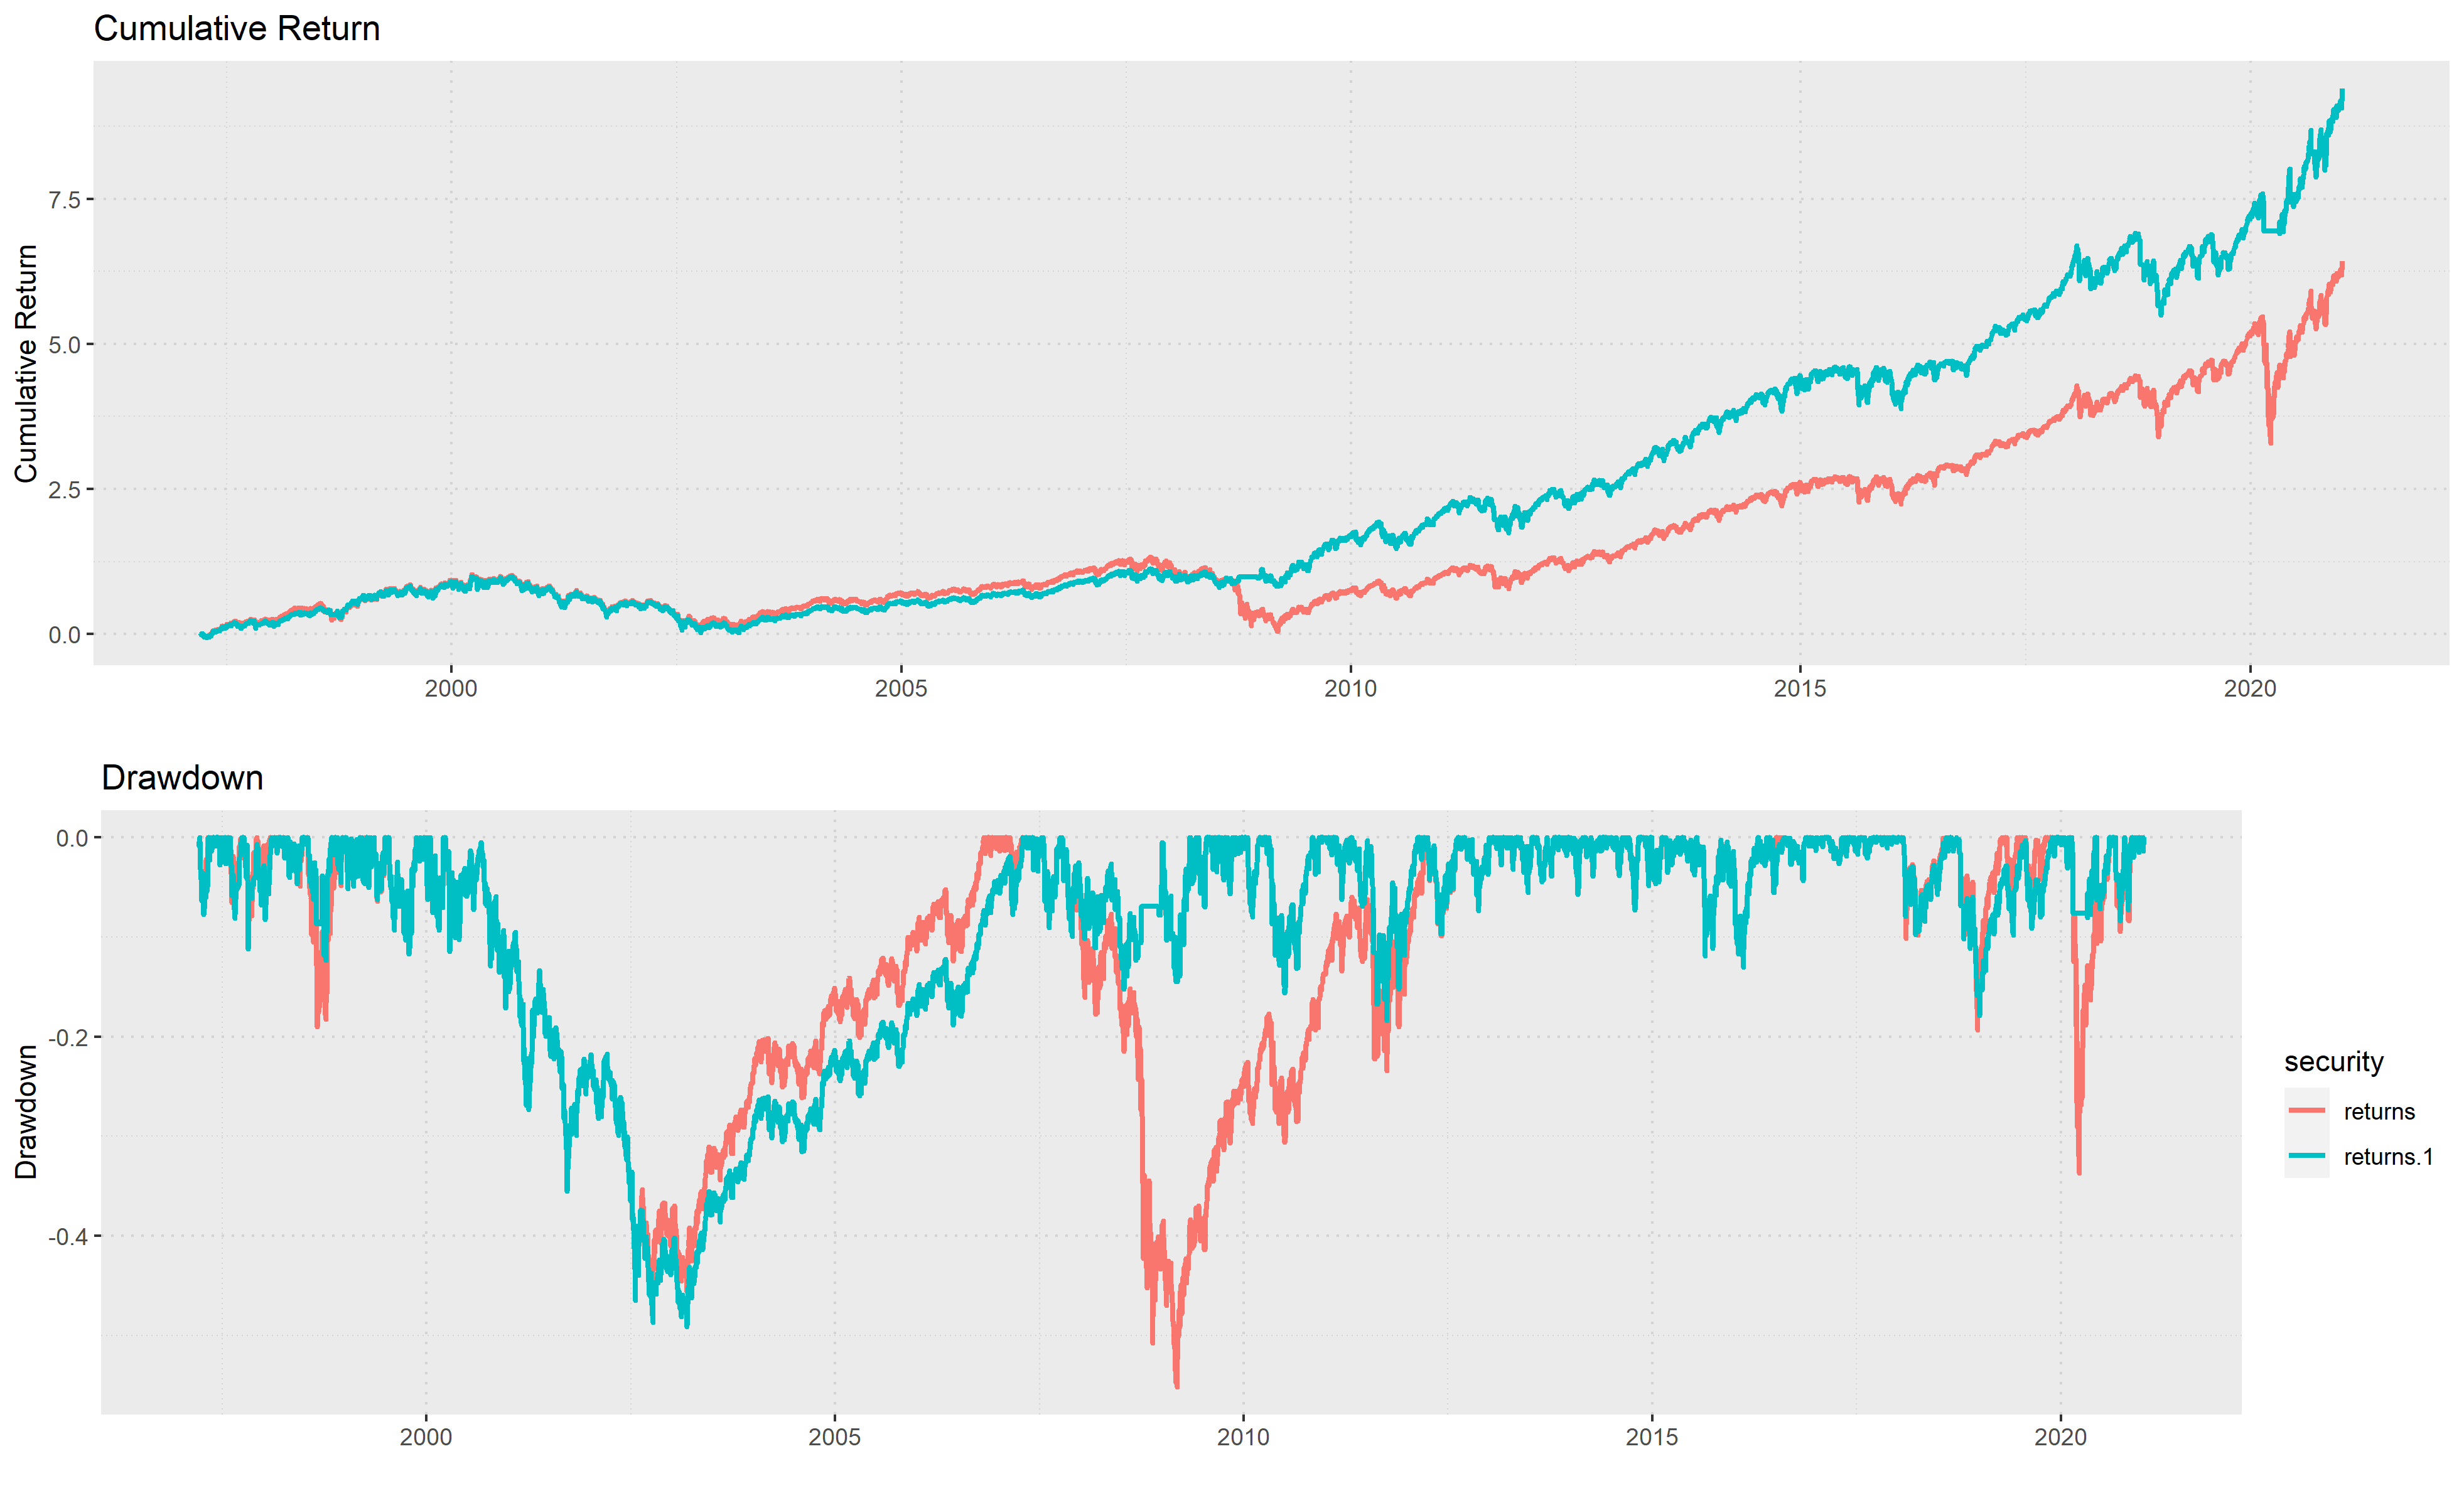 Cumulative Return
Cumulative Return
7.5
5.0
2.5
0.0
2000 2005 2010 2015 2020
Drawdown
Drawdown
0.0
-0.2
-0.4
2000 2005 2010 2015 2020
security
returns
returns.1